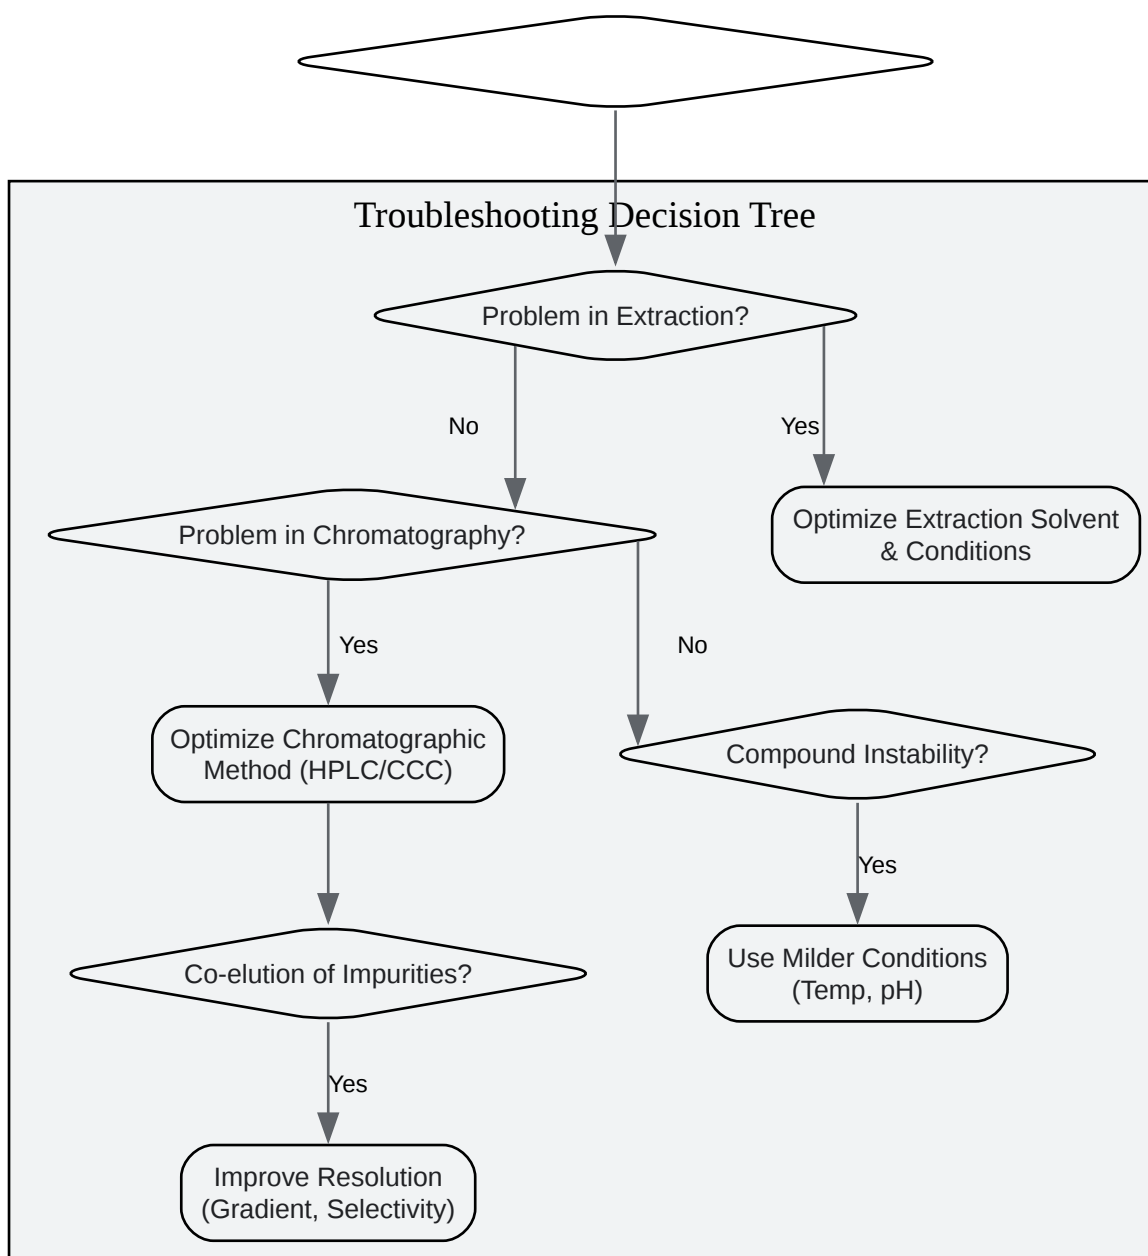 Troubleshooting Decision Tree
Problem in Extraction?
No
Yes
Problem in Chromatography?
Optimize Extraction Solvent
& Conditions
Yes
No
Optimize Chromatographic
Method (HPLC/CCC)
Compound Instability?
Yes
Co-elution of Impurities?
Use Milder Conditions
(Temp, pH)
Yes
Improve Resolution
(Gradient, Selectivity)